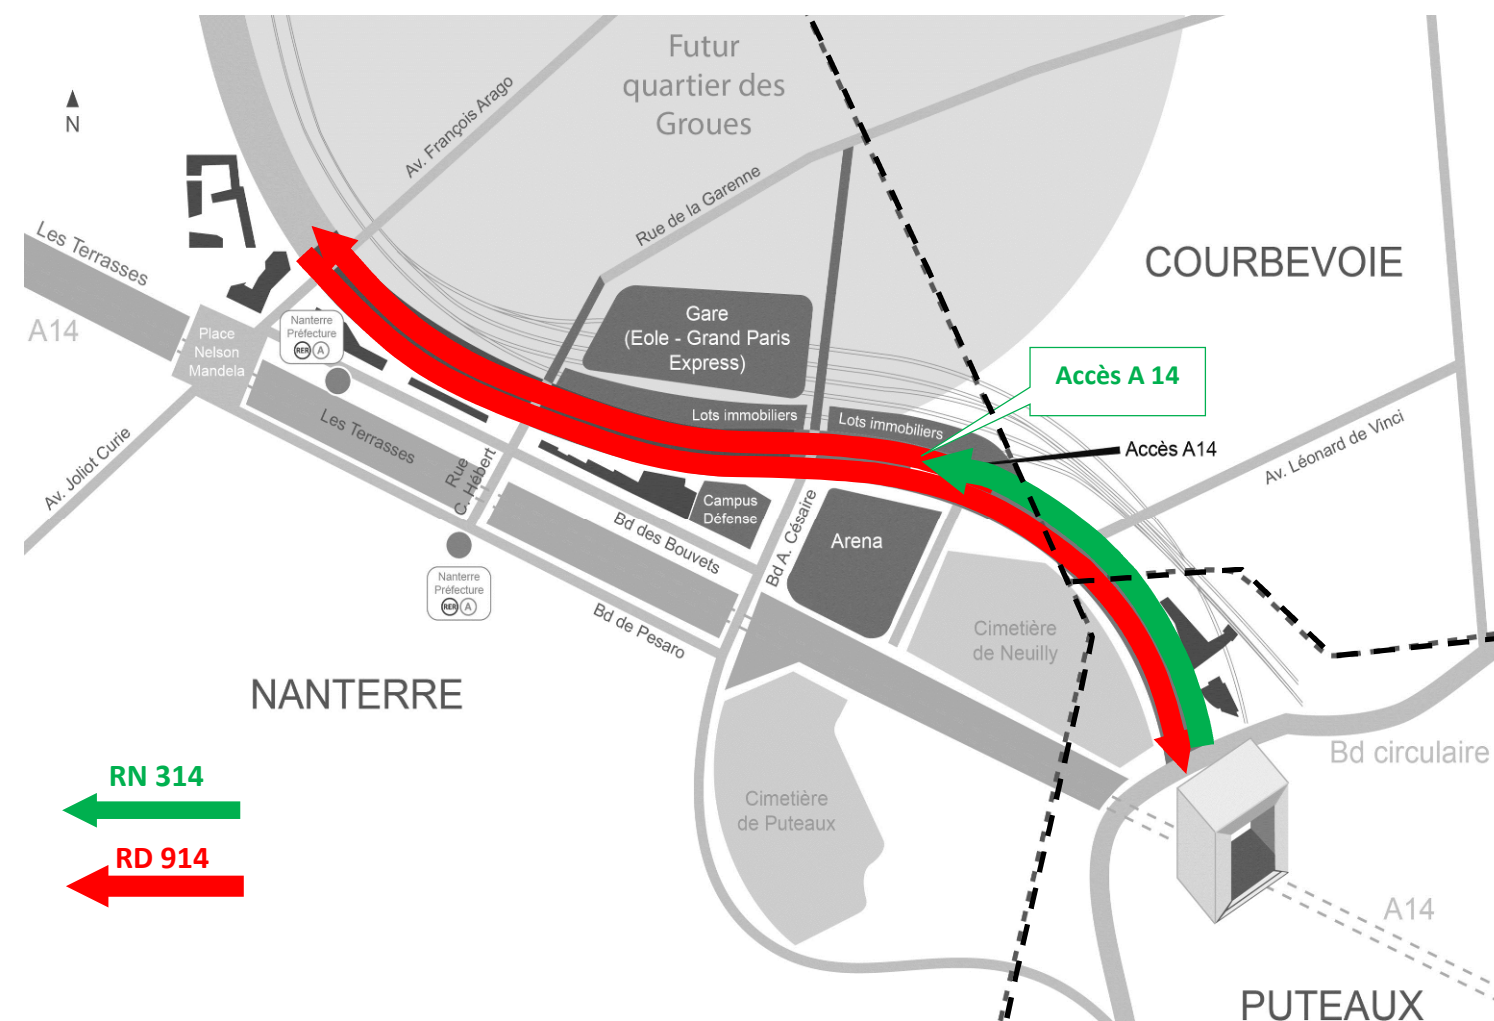 Futur
quartier des
Groues
N
Av. François Arago
Rue de la Garenne
COURBEVOIE
Les Terrasses
A14
Place
Nelson
Mandela
Nanterre
Préfecture
RER A
Gare
(Eole - Grand Paris
Express)
Accès A 14
Lots immobiliers
Lots immobiliers
Accès A14
Av. Léonard de Vinci
Les Terrasses
Av. Joliot Curie
Rue
C. Hébert
Campus
Défense
Bd des Bouvets
Bd A. Césaire
Arena
Nanterre
Préfecture
RER A
Bd de Pesaro
Cimetière
de Neuilly
NANTERRE
Bd circulaire
RN 314
Cimetière
de Puteaux
RD 914
A14
PUTEAUX